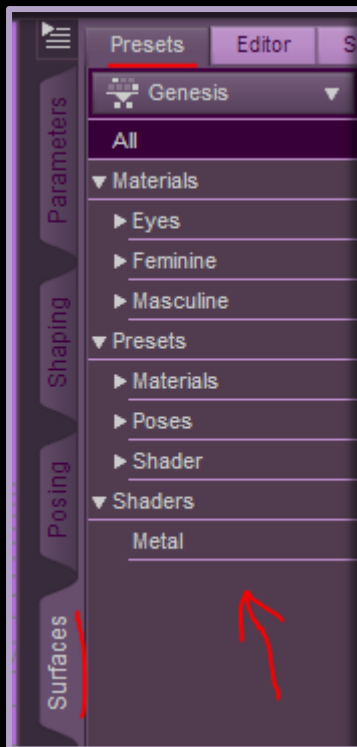 Presets Editor S
Genesis
All
Materials
Eyes
Feminine
Masculine
Presets
Materials
Poses
Shader
Shaders
Metal
Parameters
Shaping
Posing
Surfaces